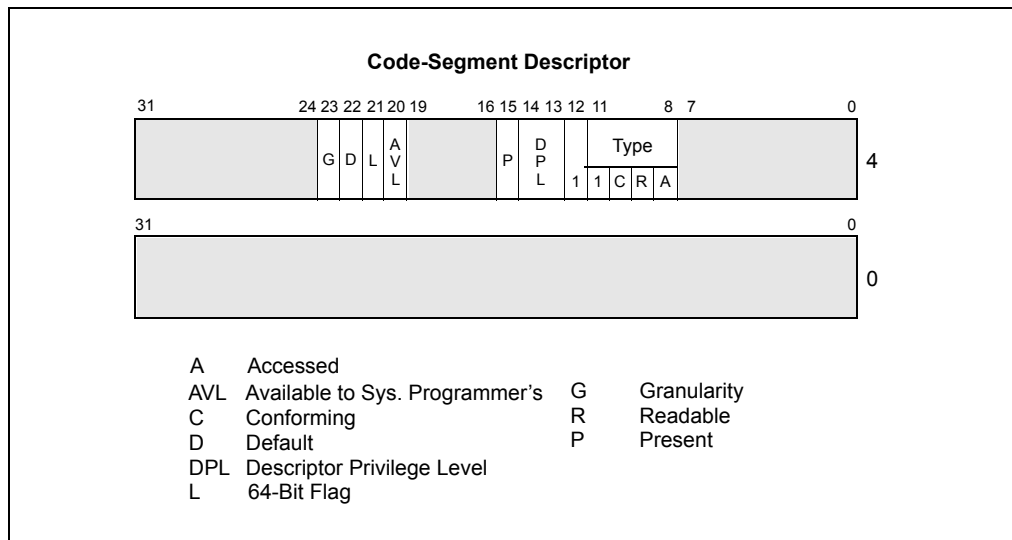 Code-Segment Descriptor
31 24 23 22 21 20 19 16 15 14 13 12 11 8 7 0
G D L AVL P DPL Type 4
1 1 C R A
31 0
0
A Accessed
AVL Available to Sys. Programmer's G Granularity
C Conforming R Readable
D Default P Present
DPL Descriptor Privilege Level
L 64-Bit Flag